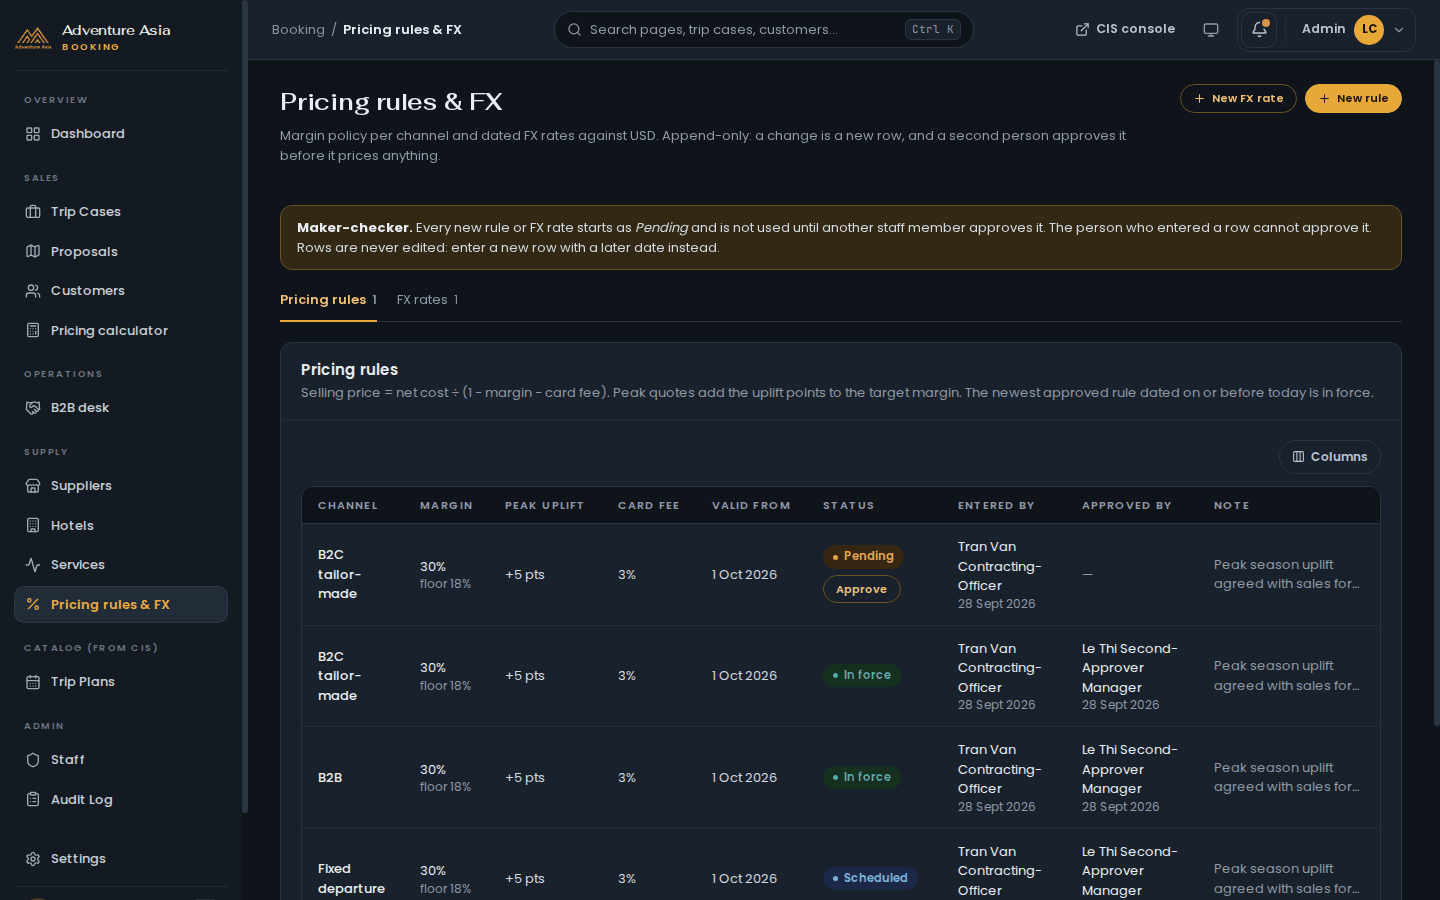 Adventure Asia
BOOKING
Adventure Asia
OVERVIEW
Dashboard
SALES
Trip Cases
Proposals
Customers
Pricing calculator
OPERATIONS
B2B desk
SUPPLY
Suppliers
Hotels
Services
Pricing rules & FX
CATALOG (FROM CIS)
Trip Plans
ADMIN
Staff
Audit Log
Settings
Booking / Pricing rules & FX
Search pages, trip cases, customers... Ctrl K
CIS console
Admin LC
Pricing rules & FX
New FX rate
New rule
Margin policy per channel and dated FX rates against USD. Append-only: a change is a new row, and a second person approves it
before it prices anything.
Maker-checker. Every new rule or FX rate starts as Pending and is not used until another staff member approves it. The person who entered a row cannot approve it.
Rows are never edited: enter a new row with a later date instead.
Pricing rules 1 FX rates 1
Pricing rules
Selling price = net cost ÷ (1 - margin - card fee). Peak quotes add the uplift points to the target margin. The newest approved rule dated on or before today is in force.
Columns
CHANNEL MARGIN PEAK UPLIFT CARD FEE VALID FROM STATUS ENTERED BY APPROVED BY NOTE
B2C
tailor-
made
30%
floor 18%
+5 pts
3%
1 Oct 2026
Pending
Approve
Tran Van
Contracting-
Officer
28 Sept 2026
—
Peak season uplift
agreed with sales for...
B2C
tailor-
made
30%
floor 18%
+5 pts
3%
1 Oct 2026
In force
Tran Van
Contracting-
Officer
28 Sept 2026
Le Thi Second-
Approver
Manager
28 Sept 2026
Peak season uplift
agreed with sales for...
B2B
30%
floor 18%
+5 pts
3%
1 Oct 2026
In force
Tran Van
Contracting-
Officer
28 Sept 2026
Le Thi Second-
Approver
Manager
28 Sept 2026
Peak season uplift
agreed with sales for...
Fixed
departure
30%
floor 18%
+5 pts
3%
1 Oct 2026
Scheduled
Tran Van
Contracting-
Officer
Le Thi Second-
Approver
Manager
Peak season uplift
agreed with sales for...